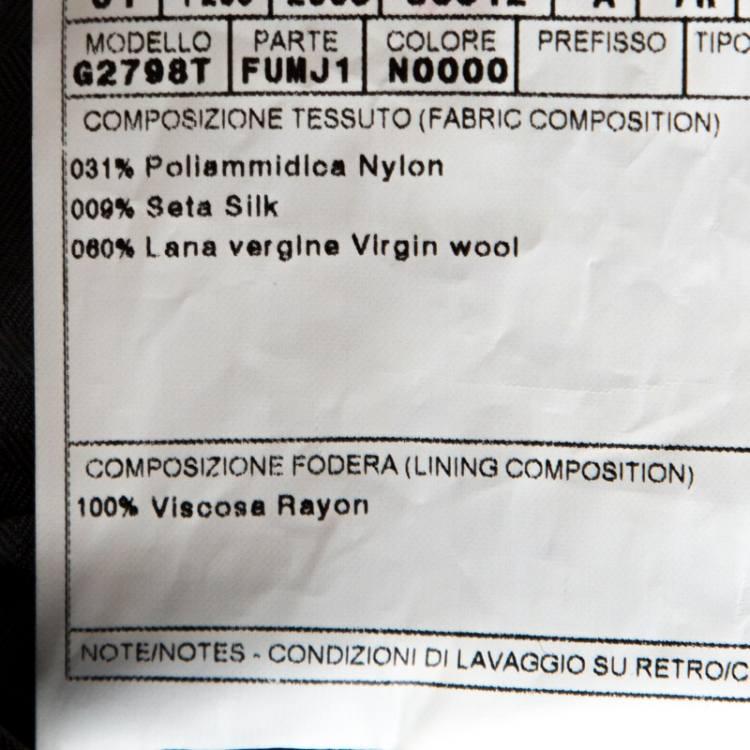 MODELLO PARTE COLORE PREFISSO TIPO
G2798T FUMJ1 N0000
COMPOSIZIONE TESSUTO (FABRIC COMPOSITION)
031% Poliammidica Nylon
009% Seta Silk
060% Lana vergine Virgin wool
COMPOSIZIONE FODERA (LINING COMPOSITION)
100% Viscosa Rayon
NOTE/NOTES - CONDIZIONI DI LAVAGGIO SU RETRO/C